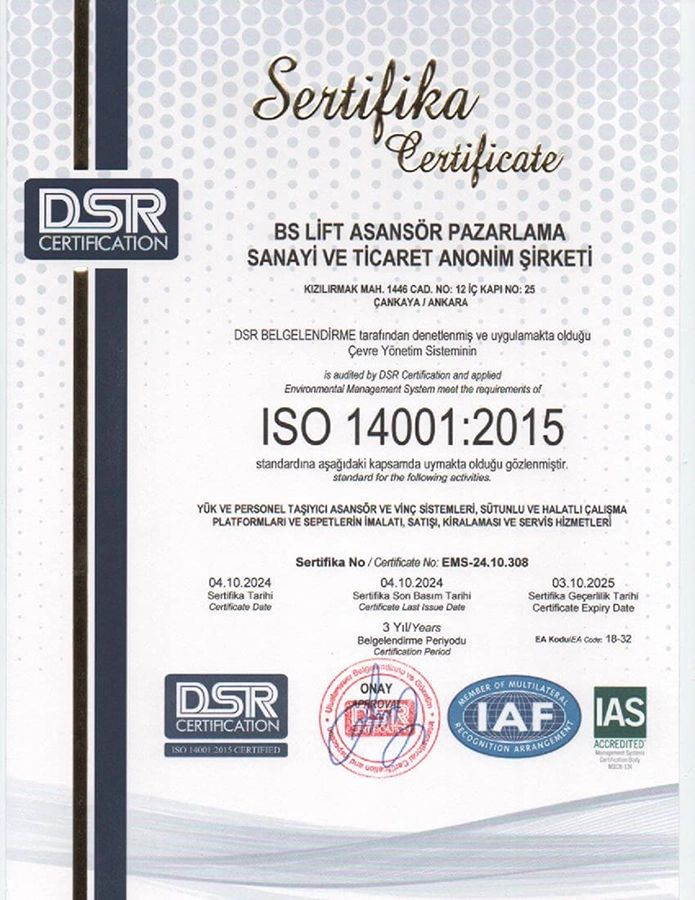 Sertifika
Certificate
DSR
CERTIFICATION
BS LİFT ASANSÖR PAZARLAMA
SANAYİ VE TİCARET ANONİM ŞİRKETİ
KIZILIRMAK MAH. 1446 CAD. NO: 12 İÇ KAPI NO: 25
ÇANKAYA / ANKARA
DSR BELGELENDİRME tarafından denetlenmiş ve uygulamakta olduğu
Çevre Yönetim Sisteminin
is audited by DSR Certification and applied
Environmental Management System meet the requirements of
ISO 14001:2015
standardına aşağıdaki kapsamda uymakta olduğu gözlenmiştir.
standard for the following activities.
YÜK VE PERSONEL TAŞIYICI ASANSÖR VE VİNÇ SİSTEMLERİ, SÜTUNLU VE HALATLI ÇALIŞMA
PLATFORMLARI VE SEPETLERİN İMALATI, SATIŞI, KİRALAMASI VE SERVİS HİZMETLERİ
Sertifika No / Certificate No: EMS-24.10.308
04.10.2024 04.10.2024 03.10.2025
Sertifika Tarihi Sertifika Son Basım Tarihi Sertifika Geçerlilik Tarihi
Certificate Date Certificate Last Issue Date Certificate Expiry Date
3 Yıl/Years
Belgelendirme Periyodu
Certification Period
EA Kodu/EA Code: 18-32
DSR
CERTIFICATION
ISO 14001:2015 CERTIFIED
ONAY
APPROVAL
DSR
MEMBER OF MULTILATERAL
IAF
RECOGNITION ARRANGEMENT
IAS
ACCREDITED
Management Systems
Certification Body